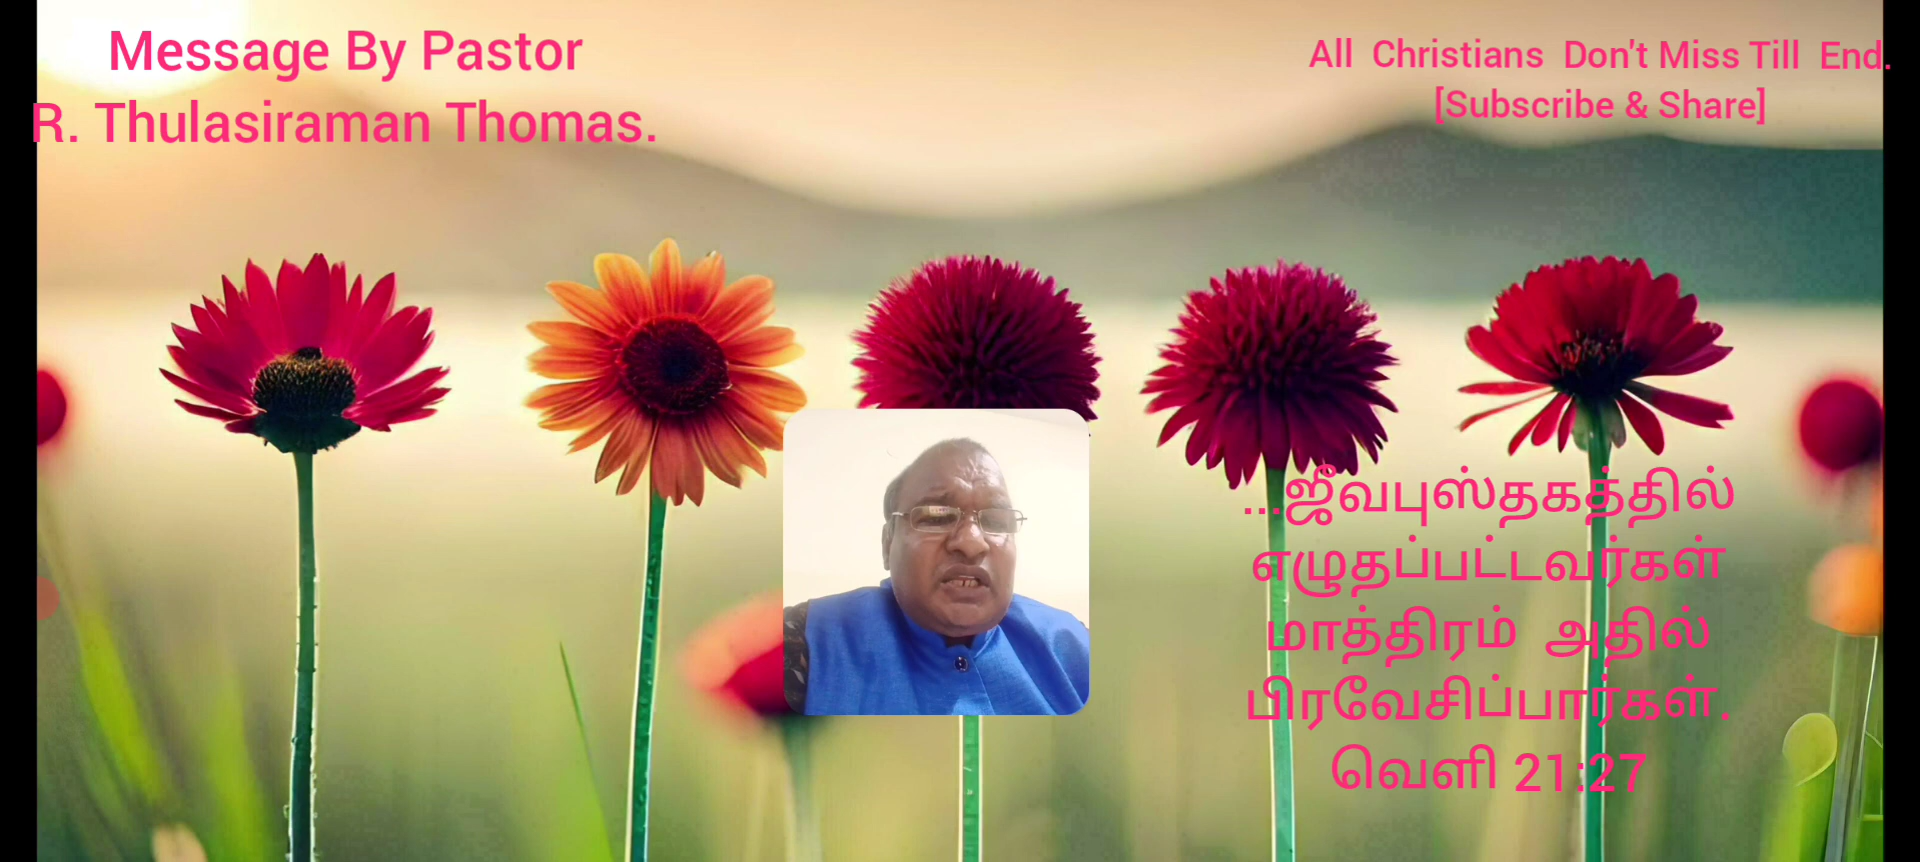 Message By Pastor
R. Thulasiraman Thomas.
All Christians Don't Miss Till End.
[Subscribe & Share]
...ஜீவபுஸ்தகத்தில்
எழுதப்பட்டவர்கள்
மாத்திரம் அதில்
பிரவேசிப்பார்கள்.
வெளி 21:27